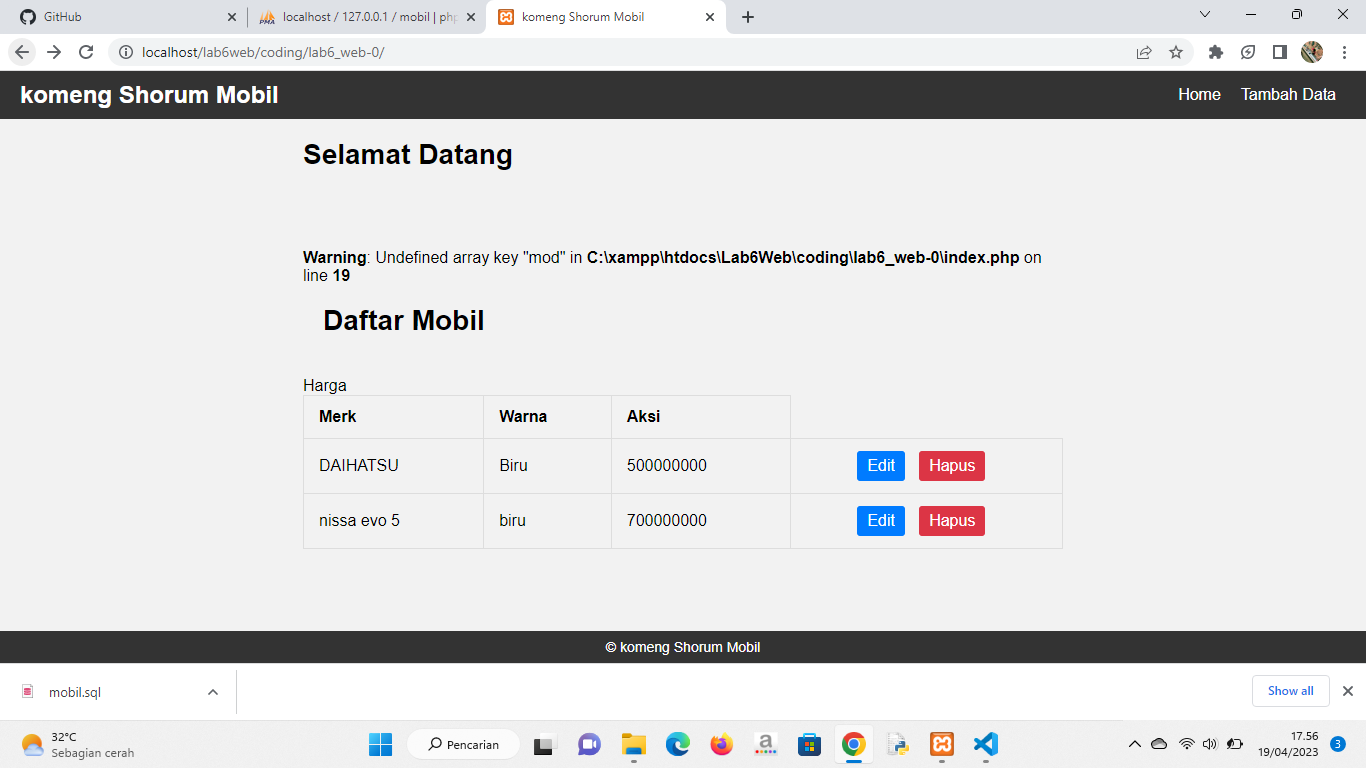 GitHub
localhost / 127.0.0.1 / mobil | php
komeng Shorum Mobil
localhost/lab6web/coding/lab6_web-0/
komeng Shorum Mobil
Home Tambah Data
Selamat Datang
Warning: Undefined array key "mod" in C:\xampp\htdocs\Lab6Web\coding\lab6_web-0\index.php on
line 19
Daftar Mobil
Harga
Merk Warna Aksi
DAIHATSU Biru 500000000 Edit Hapus
nissa evo 5 biru 700000000 Edit Hapus
© komeng Shorum Mobil
mobil.sql
Show all
32°C
Sebagian cerah
Pencarian
17.56
19/04/2023
3